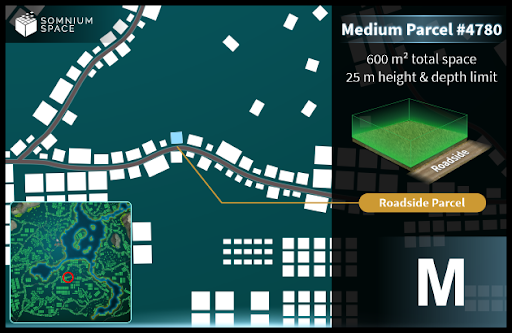 SOMNIUM
SPACE
Medium Parcel #4780
600 m² total space
25 m height & depth limit
Roadside
Roadside Parcel
M